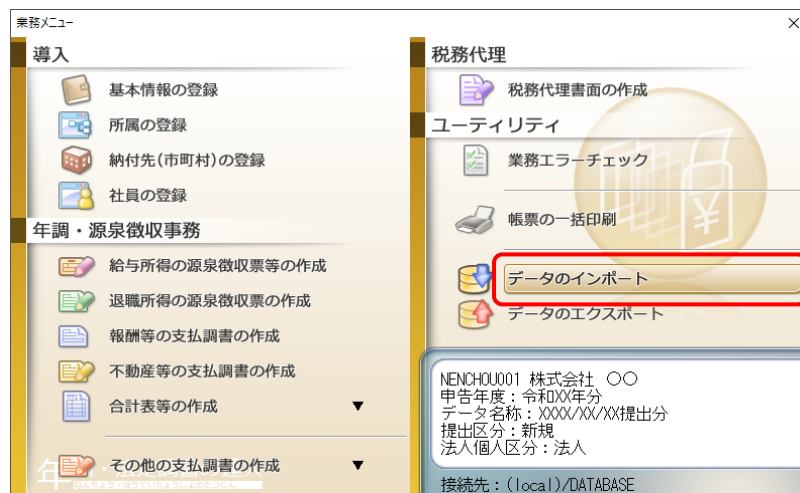 業務メニュー
導入
基本情報の登録
所属の登録
納付先(市町村)の登録
社員の登録
年調・源泉徴収事務
給与所得の源泉徴収票等の作成
退職所得の源泉徴収票の作成
報酬等の支払調書の作成
不動産等の支払調書の作成
合計表等の作成 ▼
その他の支払調書の作成 ▼
税務代理
税務代理書面の作成
ユーティリティ
業務エラーチェック
帳票の一括印刷
データのインポート
データのエクスポート
NENCHOU001 株式会社 〇〇
申告年度：令和XX年分
データ名称：XXXX/XX/XX提出分
提出区分：新規
法人個人区分：法人
接続先：(local)/DATABASE